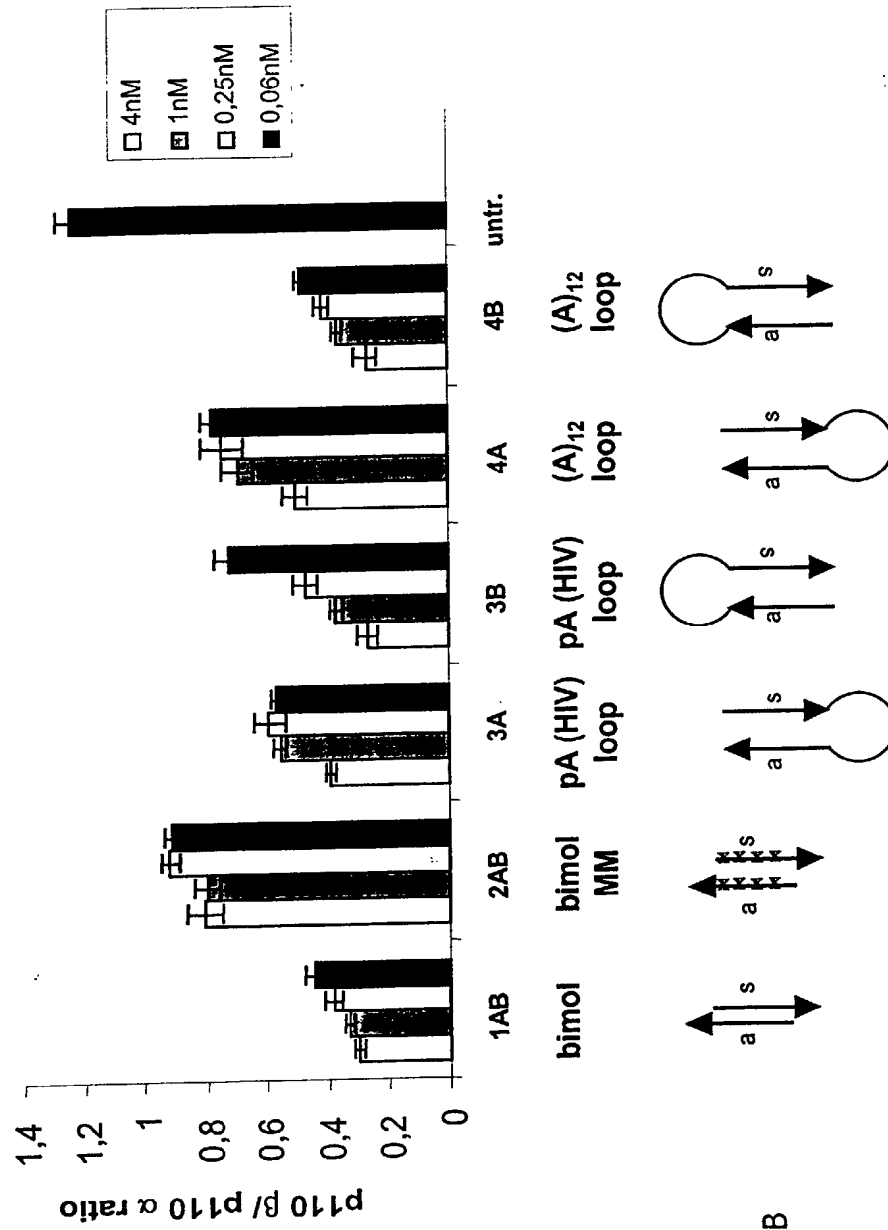 4nM
1nM
0,25nM
0,06nM
p110 β/ p110 α ratio
1,4
1,2
1
0,8
0,6
0,4
0,2
0
1AB
2AB
3A
3B
4A
4B
untr.
bimol
bimol
MM
pA (HIV)
loop
pA (HIV)
loop
(A)12
loop
(A)12
loop
a
s
a
s
a
s
a
s
a
s
a
s
B